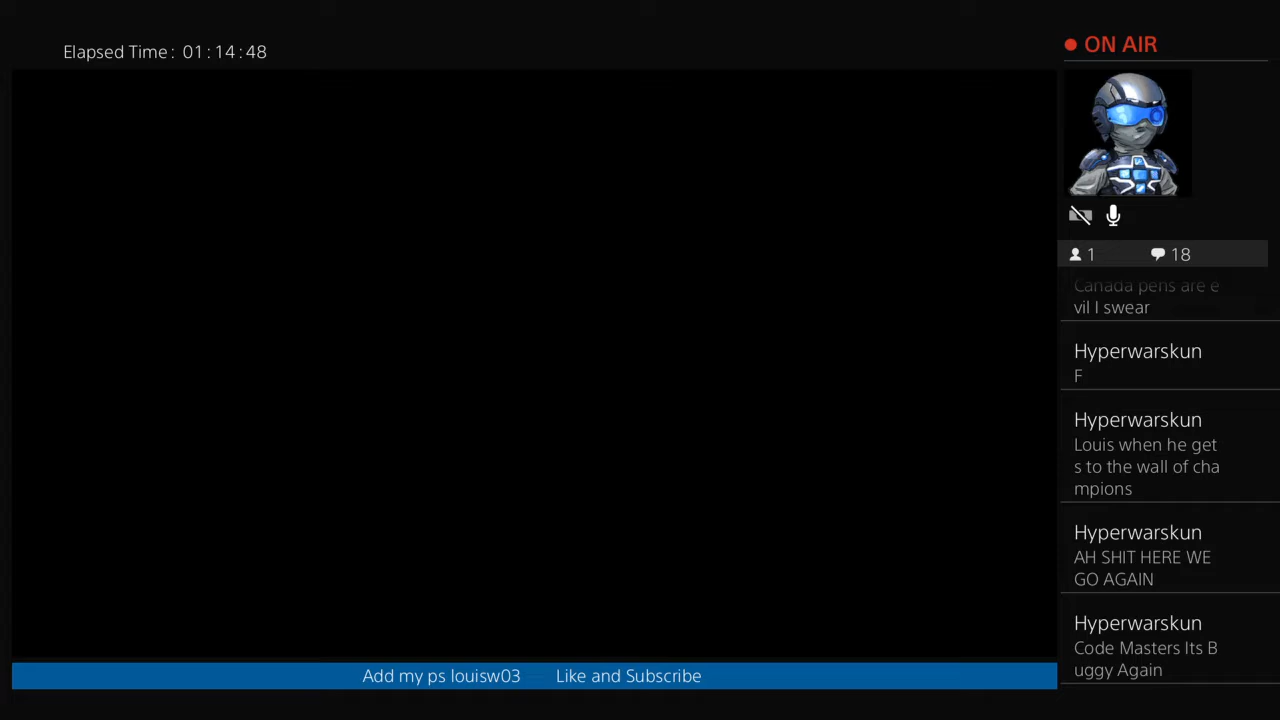 Elapsed Time: 01:14:48
ON AIR
1 18
Canada pens are e
vil I swear
Hyperwarskun
F
Hyperwarskun
Louis when he get
s to the wall of cha
mpions
Hyperwarskun
AH SHIT HERE WE
GO AGAIN
Hyperwarskun
Code Masters Its B
uggy Again
Add my ps louisw03 Like and Subscribe